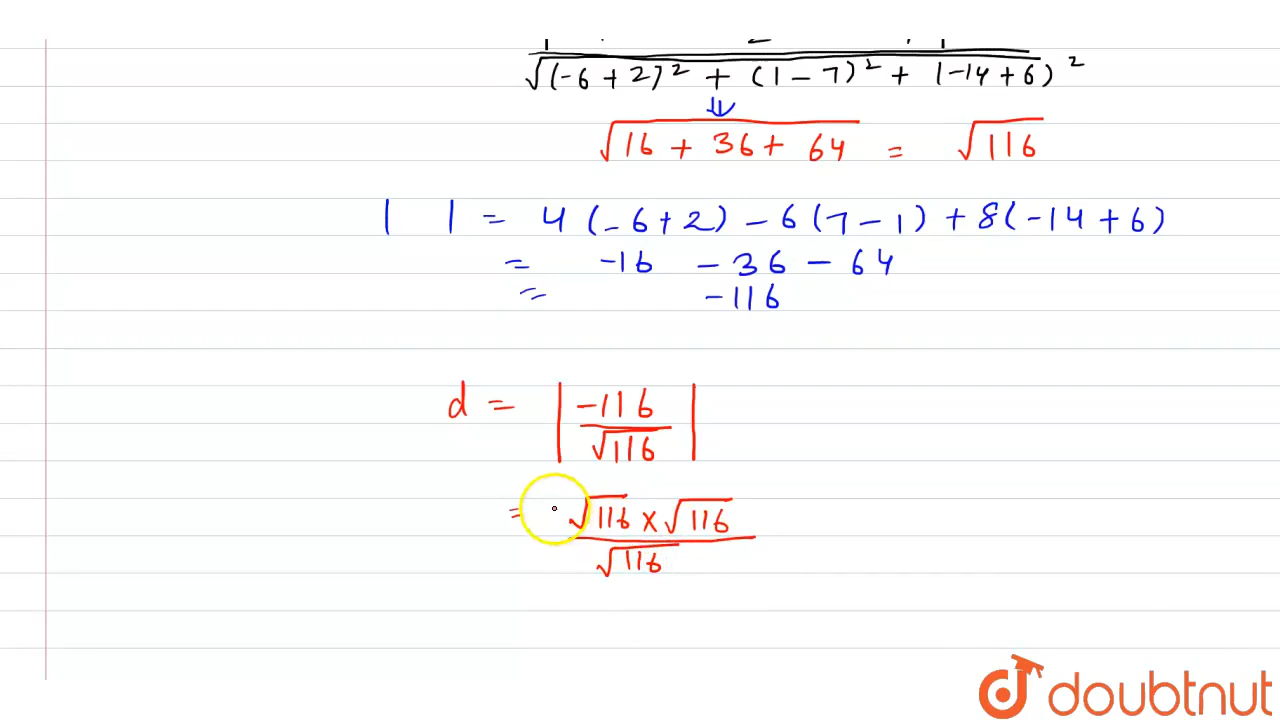 √(-6+2)² + (1-7)² + (-14+6)²
⇓
√16 + 36 + 64 = √116
| | = 4(-6+2) - 6(7-1) + 8(-14+6)
= -16 - 36 - 64
= -116
d = | -116 / √116 |
= √116 × √116 / √116
doubtnut